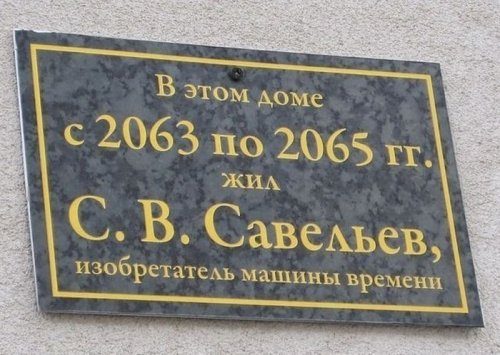 В этом доме
с 2063 по 2065 гг.
жил
С. В. Савельев,
изобретатель машины времени